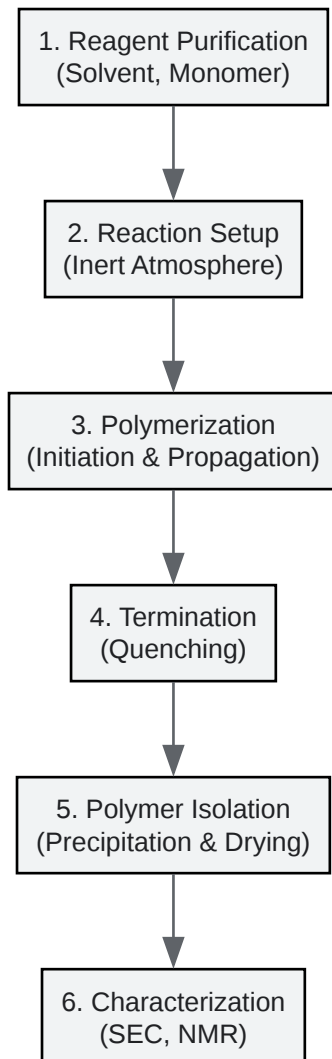 1. Reagent Purification
(Solvent, Monomer)
2. Reaction Setup
(Inert Atmosphere)
3. Polymerization
(Initiation & Propagation)
4. Termination
(Quenching)
5. Polymer Isolation
(Precipitation & Drying)
6. Characterization
(SEC, NMR)